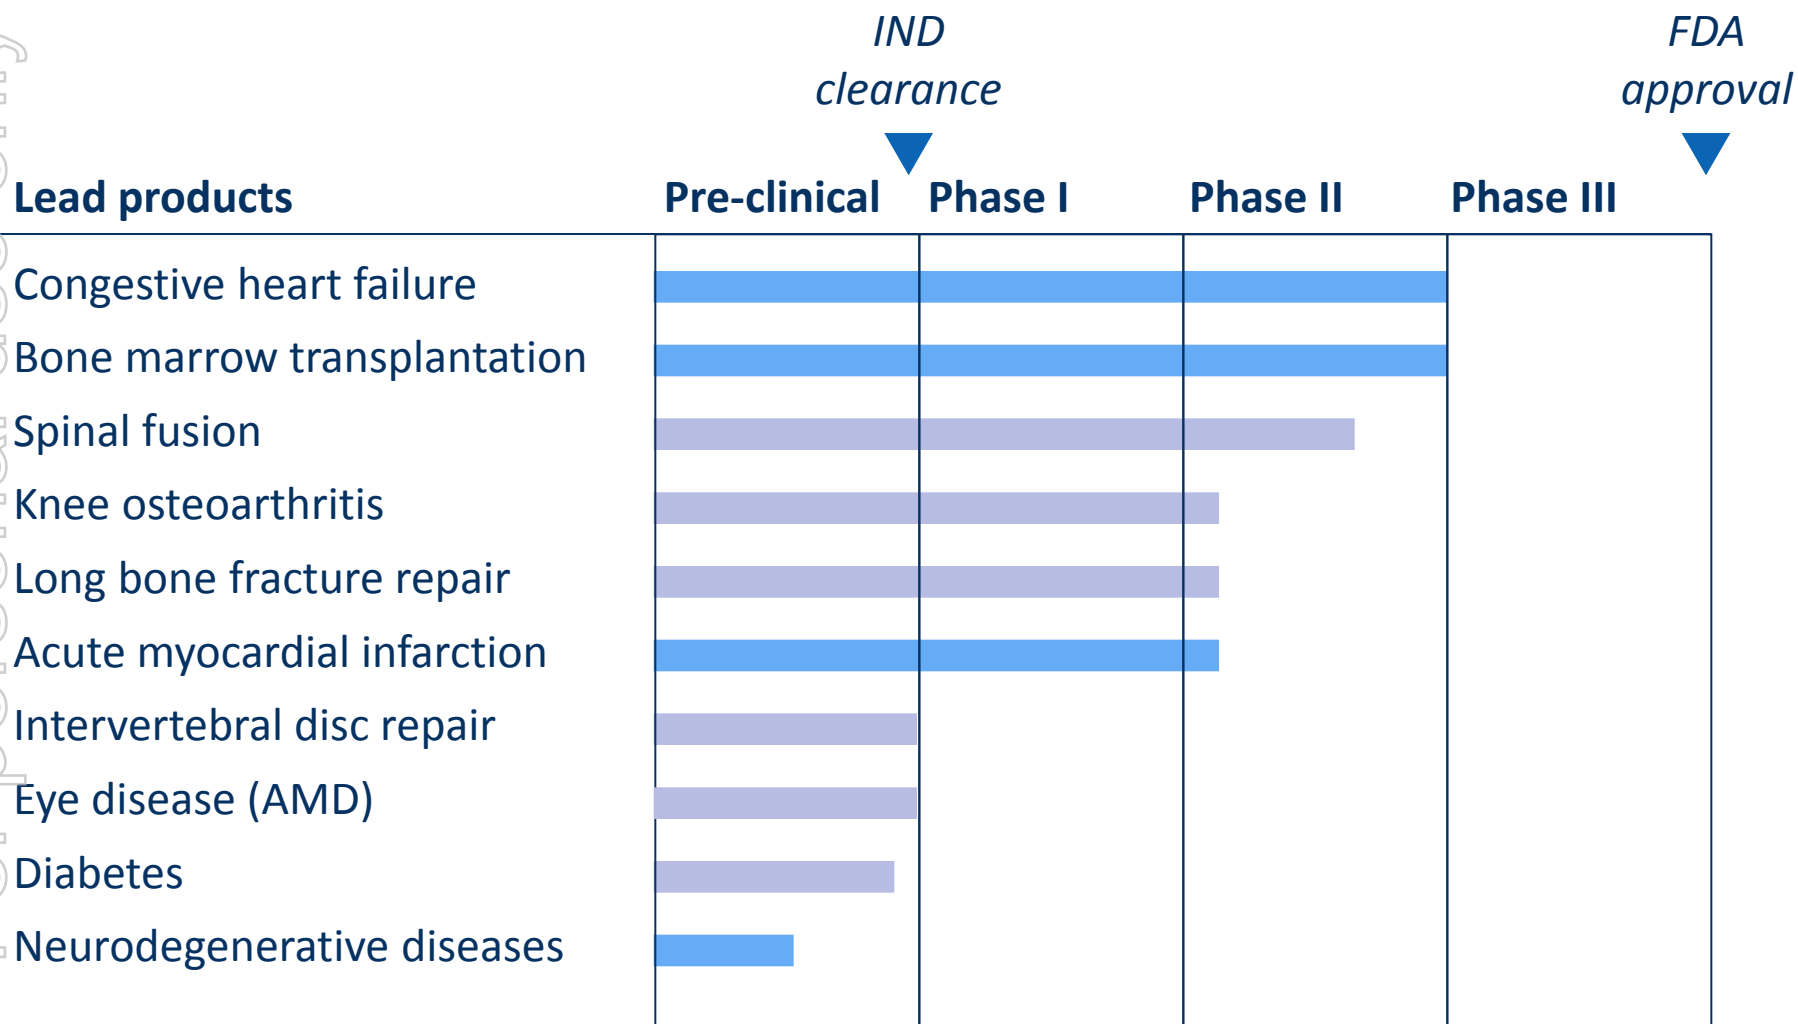 IND
clearance
FDA
approval
Lead products
Pre-clinical
Phase I
Phase II
Phase III
Congestive heart failure
Bone marrow transplantation
Spinal fusion
Knee osteoarthritis
Long bone fracture repair
Acute myocardial infarction
Intervertebral disc repair
Eye disease (AMD)
Diabetes
Neurodegenerative diseases